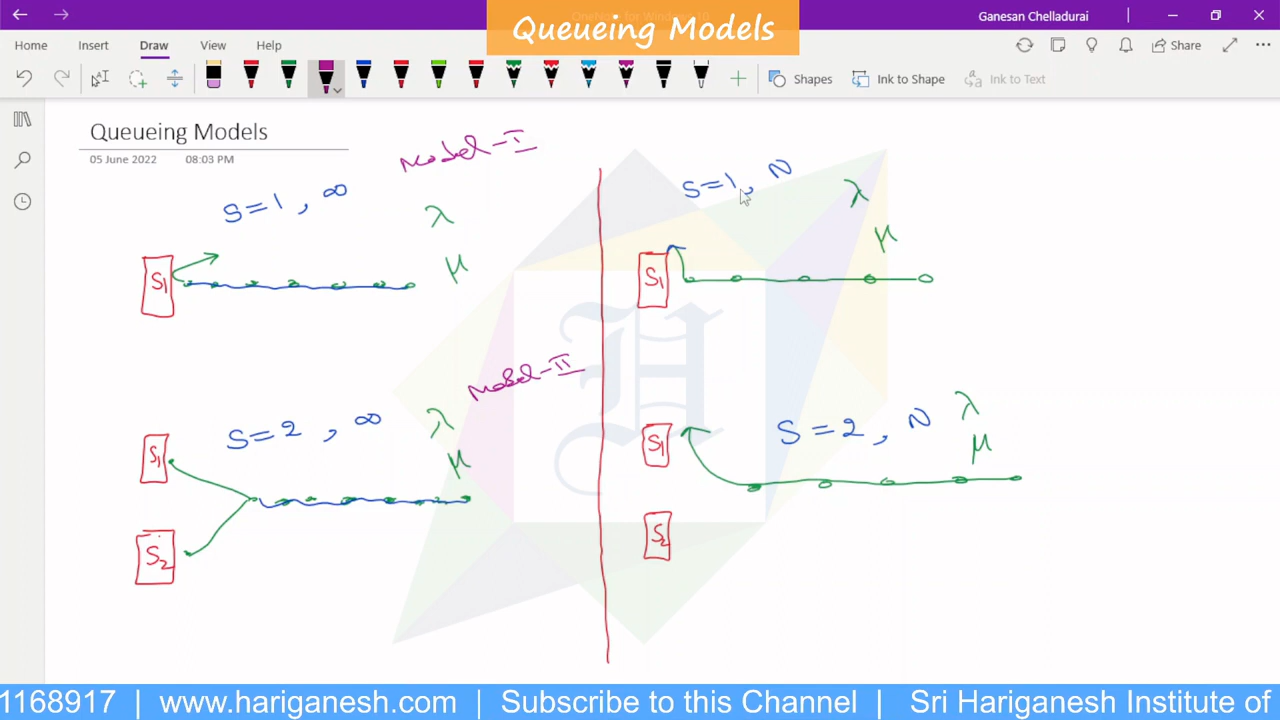 Queueing Models
Ganesan Chelladurai
Home Insert Draw View Help
Share
Shapes Ink to Shape Ink to Text
Queueing Models
05 June 2022 08:03 PM
Model-I
S=1, ∞
λ
μ
S1
S=1, N
λ
μ
S1
Model-II
S=2, ∞
λ
μ
S1
S2
S=2, N
λ
μ
S1
S2
1168917 | www.hariganesh.com | Subscribe to this Channel | Sri Hariganesh Institute of